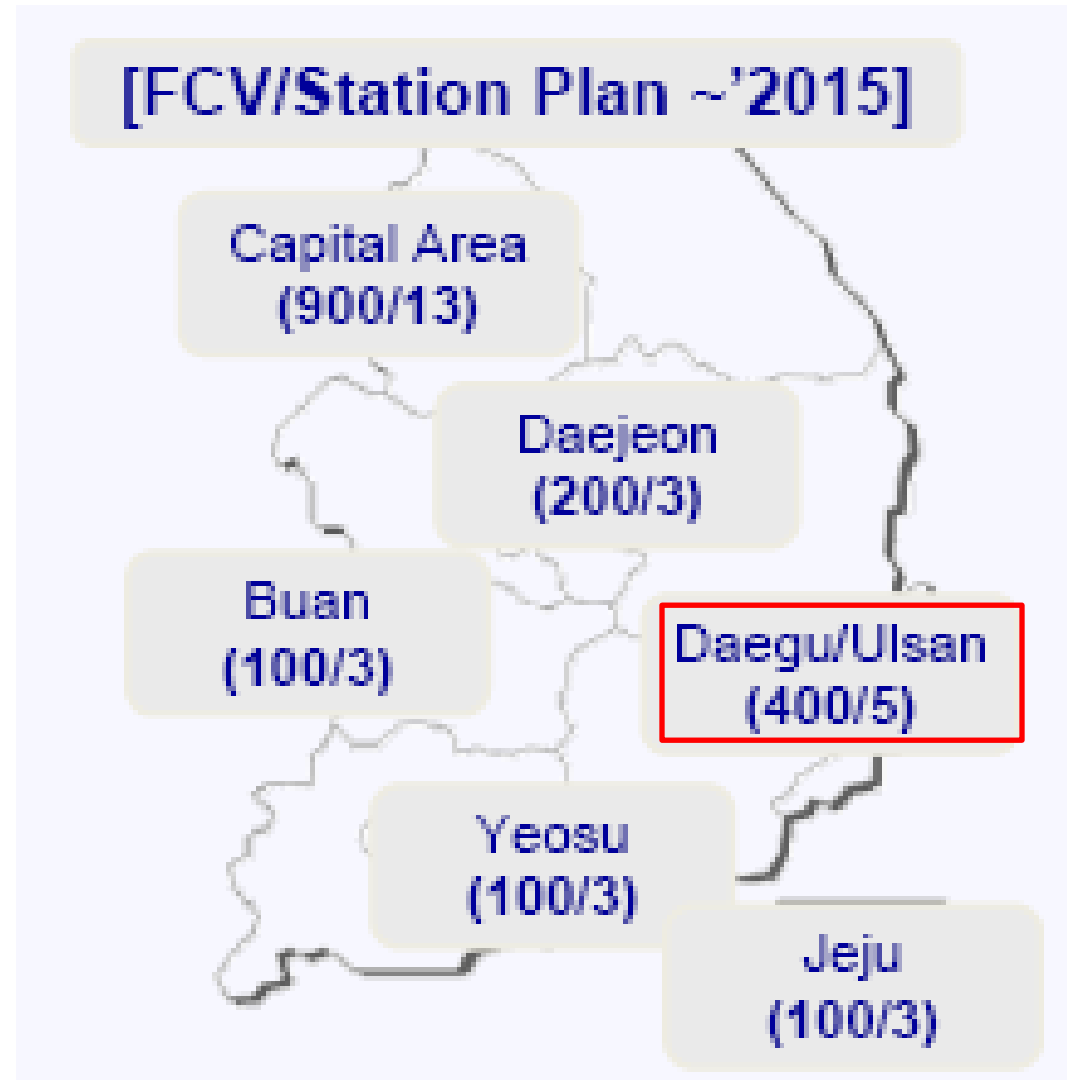 [FCV/Station Plan ~'2015]
Capital Area
(900/13)
Daejeon
(200/3)
Buan
(100/3)
Daegu/Ulsan
(400/5)
Yeosu
(100/3)
Jeju
(100/3)